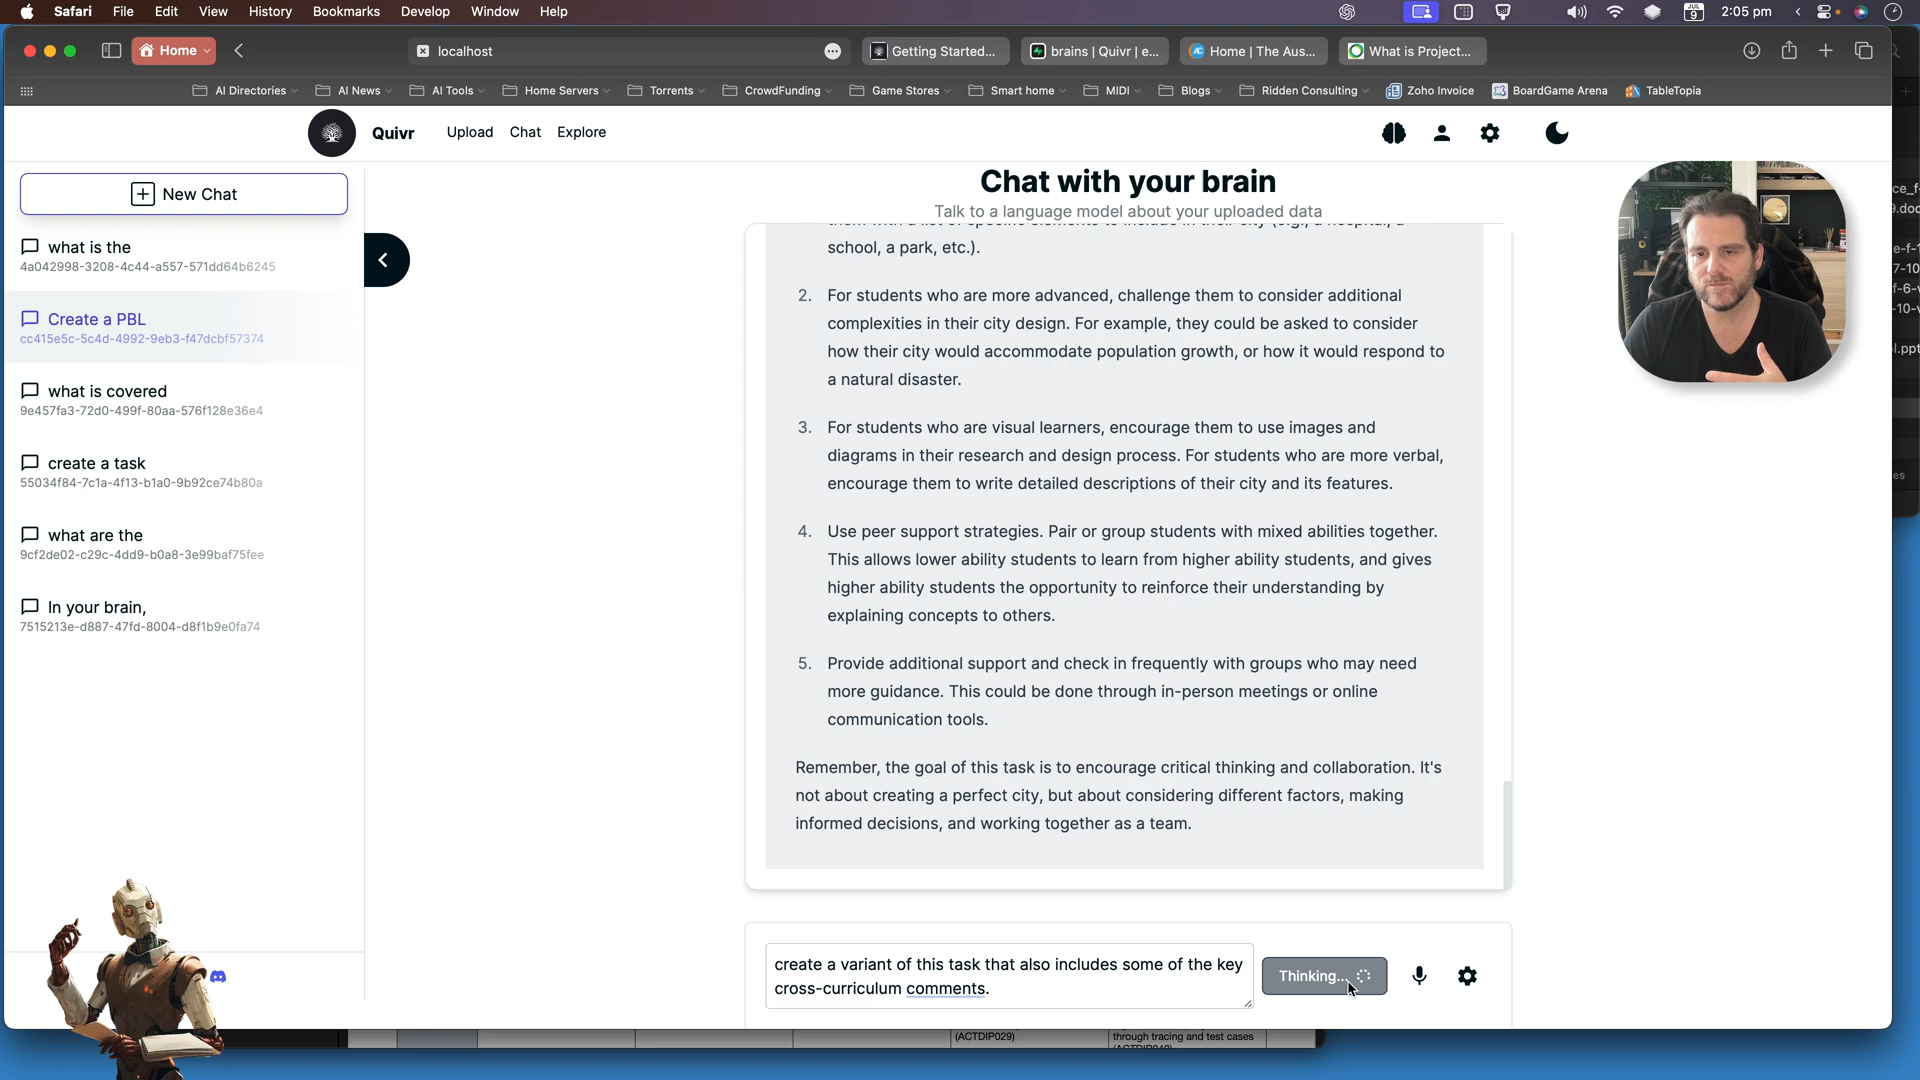 Safari File Edit View History Bookmarks Develop Window Help
JUL 9 2:05 pm
Home
localhost
Getting Started...
brains | Quivr | e...
Home | The Aus...
What is Project...
AI Directories
AI News
AI Tools
Home Servers
Torrents
CrowdFunding
Game Stores
Smart home
MIDI
Blogs
Ridden Consulting
Zoho Invoice
BoardGame Arena
TableTopia
Quivr
Upload
Chat
Explore
New Chat
what is the
4a042998-3208-4c44-a557-571dd64b6245
Create a PBL
cc415e5c-5c4d-4992-9eb3-f47dcbf57374
what is covered
9e457fa3-72d0-499f-80aa-576f128e36e4
create a task
55034f84-7c1a-4f13-b1a0-9b92ce74b80a
what are the
9cf2de02-c29c-4dd9-b0a8-3e99baf75fee
In your brain,
7515213e-d887-47fd-8004-d8f1b9e0fa74
Chat with your brain
Talk to a language model about your uploaded data
school, a park, etc.).
2. For students who are more advanced, challenge them to consider additional
complexities in their city design. For example, they could be asked to consider
how their city would accommodate population growth, or how it would respond to
a natural disaster.
3. For students who are visual learners, encourage them to use images and
diagrams in their research and design process. For students who are more verbal,
encourage them to write detailed descriptions of their city and its features.
4. Use peer support strategies. Pair or group students with mixed abilities together.
This allows lower ability students to learn from higher ability students, and gives
higher ability students the opportunity to reinforce their understanding by
explaining concepts to others.
5. Provide additional support and check in frequently with groups who may need
more guidance. This could be done through in-person meetings or online
communication tools.
Remember, the goal of this task is to encourage critical thinking and collaboration. It's
not about creating a perfect city, but about considering different factors, making
informed decisions, and working together as a team.
create a variant of this task that also includes some of the key
cross-curriculum comments.
Thinking...
(ACTDIP029)
through tracing and test cases